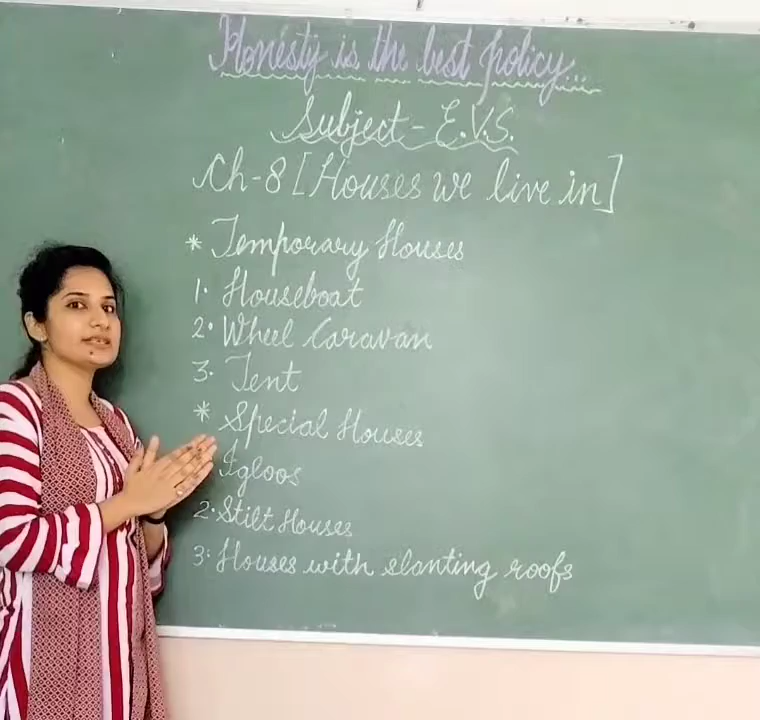 Honesty is the best policy...
Subject - E.V.S.
Ch-8 [Houses we live in]
* Temporary Houses
1. Houseboat
2. Wheel Caravan
3. Tent
* Special Houses
Igloos
2. Stilt Houses
3. Houses with slanting roofs